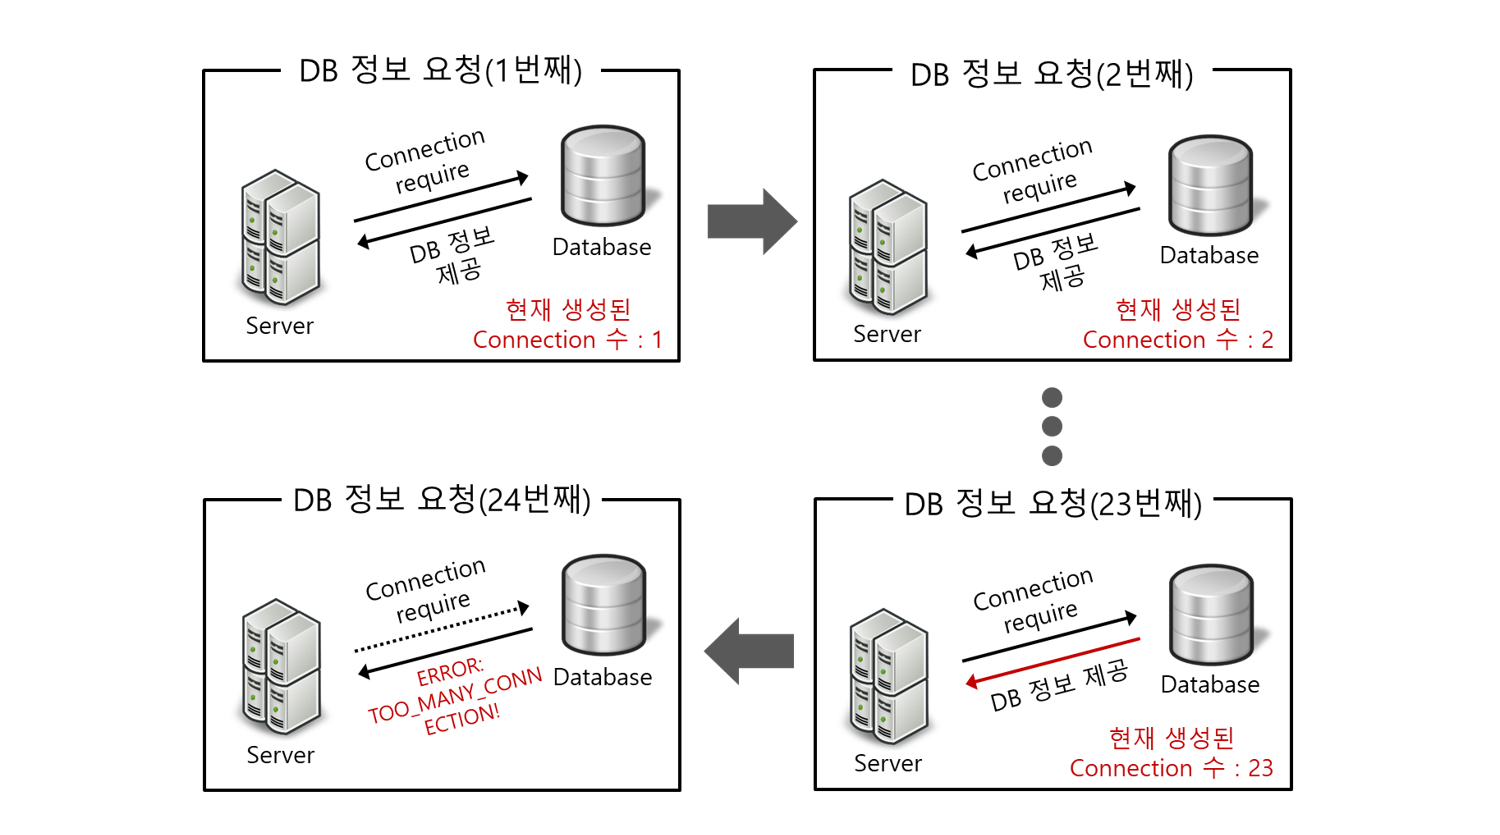 DB 정보 요청(1번째)
Connection
require
DB 정보
제공
Server
Database
현재 생성된
Connection 수 : 1
DB 정보 요청(2번째)
Connection
require
DB 정보
제공
Server
Database
현재 생성된
Connection 수 : 2
DB 정보 요청(23번째)
Connection
require
DB 정보 제공
Server
Database
현재 생성된
Connection 수 : 23
DB 정보 요청(24번째)
Connection
require
ERROR:
TOO_MANY_CONN
ECTION!
Server
Database